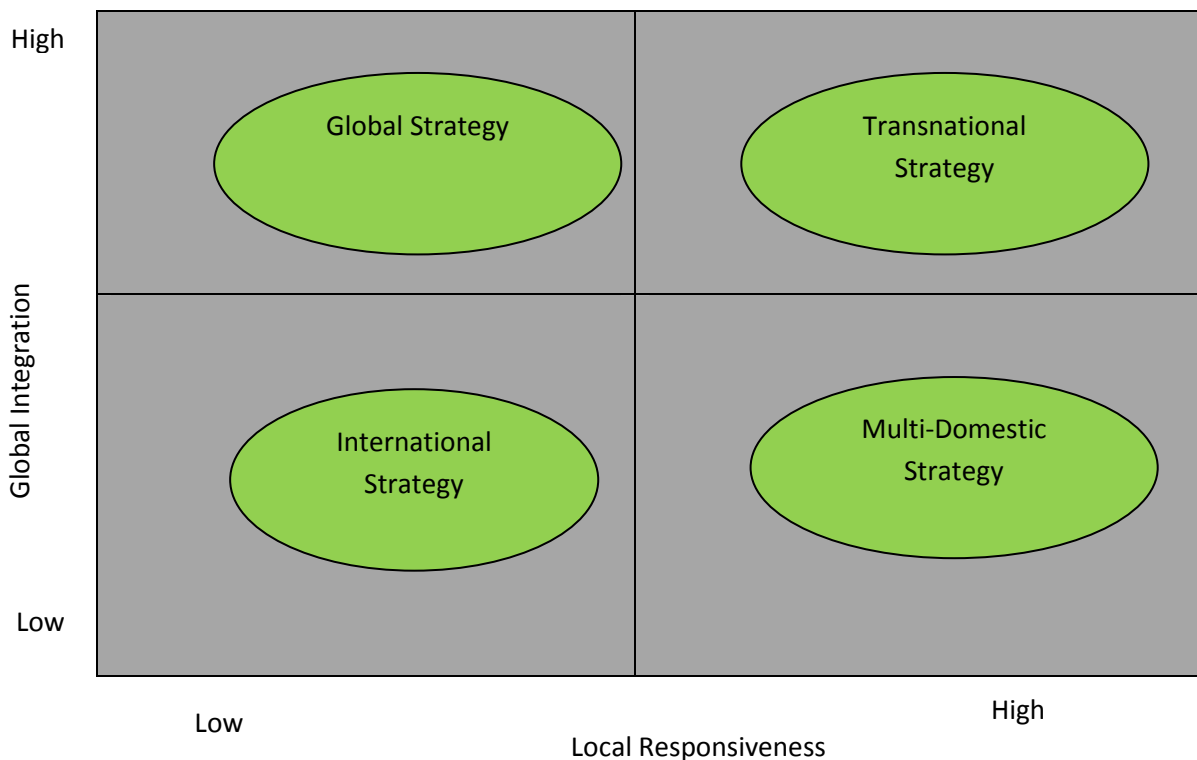 High
Global Strategy
Transnational
Strategy
Global Integration
International
Strategy
Multi-Domestic
Strategy
Low
Low
High
Local Responsiveness